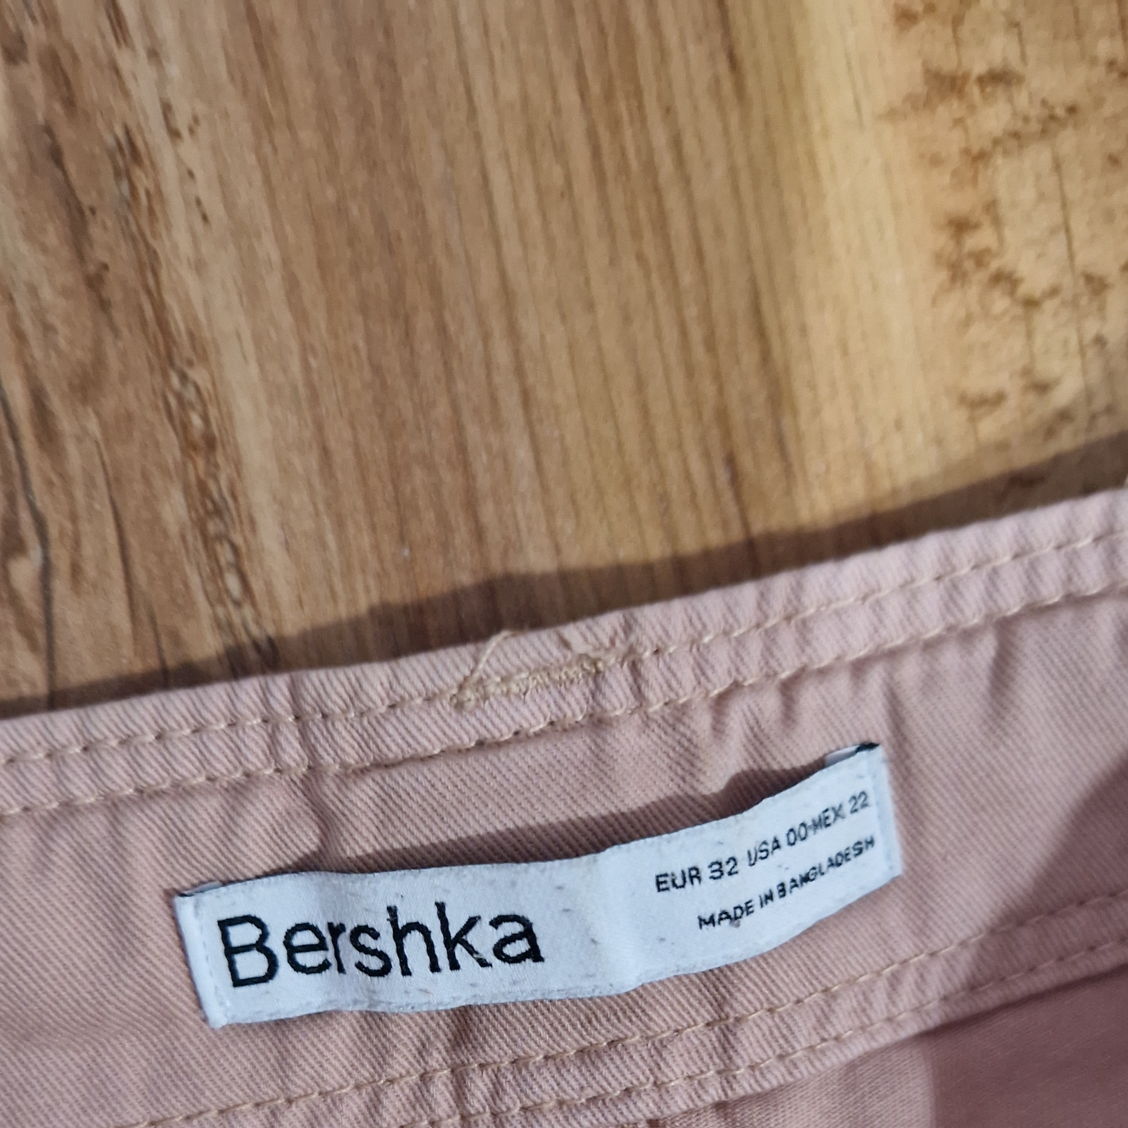 Bershka
EUR 32 USA 00-MEX 22
MADE IN BANGLADESH